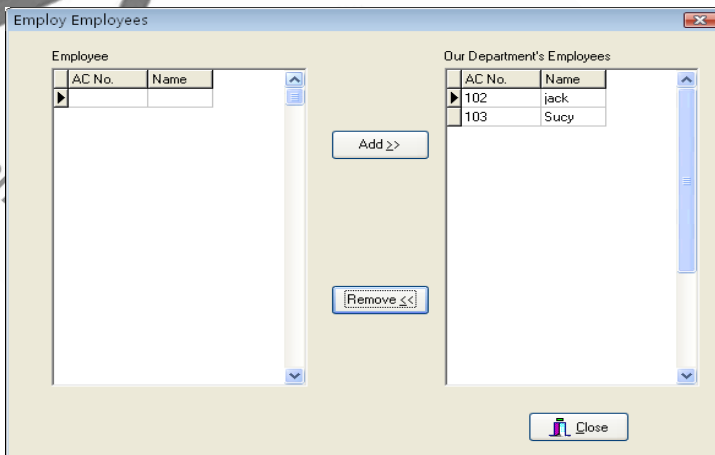 Employ Employees
Employee
AC No. Name
Add >>
Remove <<
Our Department's Employees
AC No. Name
102 jack
103 Sucy
Close